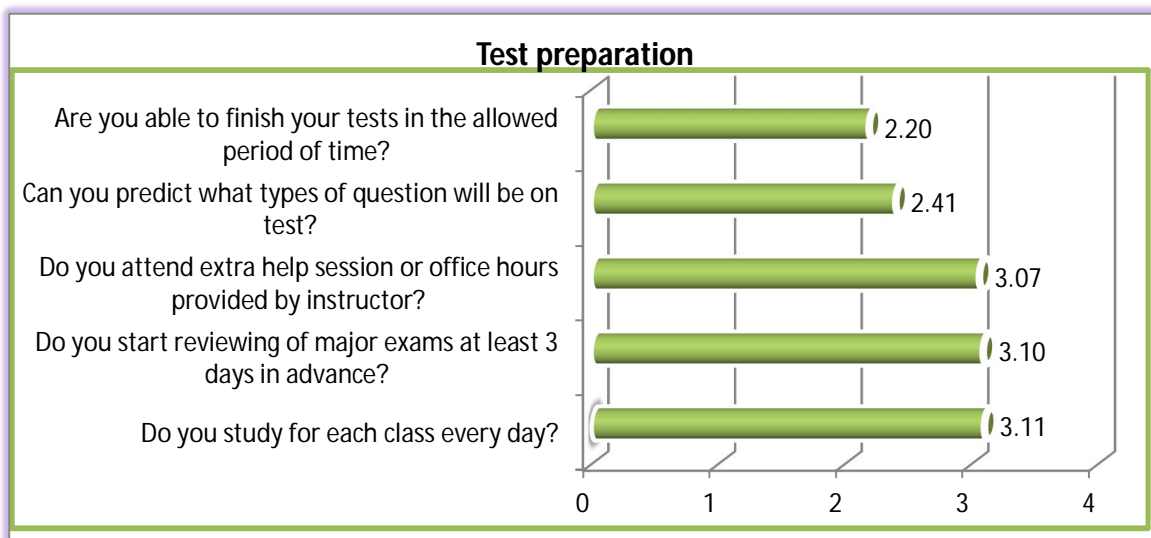 Test preparation
Are you able to finish your tests in the allowed
period of time?
2.20
Can you predict what types of question will be on
test?
2.41
Do you attend extra help session or office hours
provided by instructor?
3.07
Do you start reviewing of major exams at least 3
days in advance?
3.10
Do you study for each class every day?
3.11
0 1 2 3 4